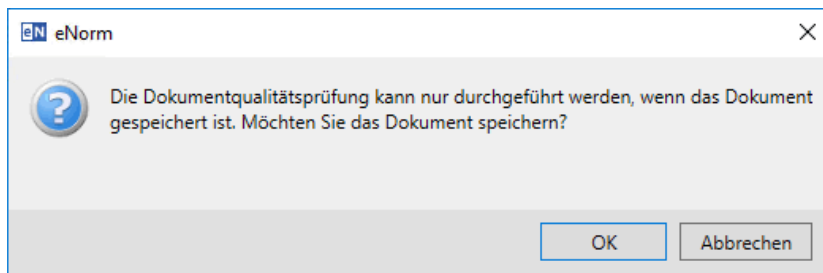 eN eNorm
Die Dokumentqualitätsprüfung kann nur durchgeführt werden, wenn das Dokument
gespeichert ist. Möchten Sie das Dokument speichern?
OK Abbrechen